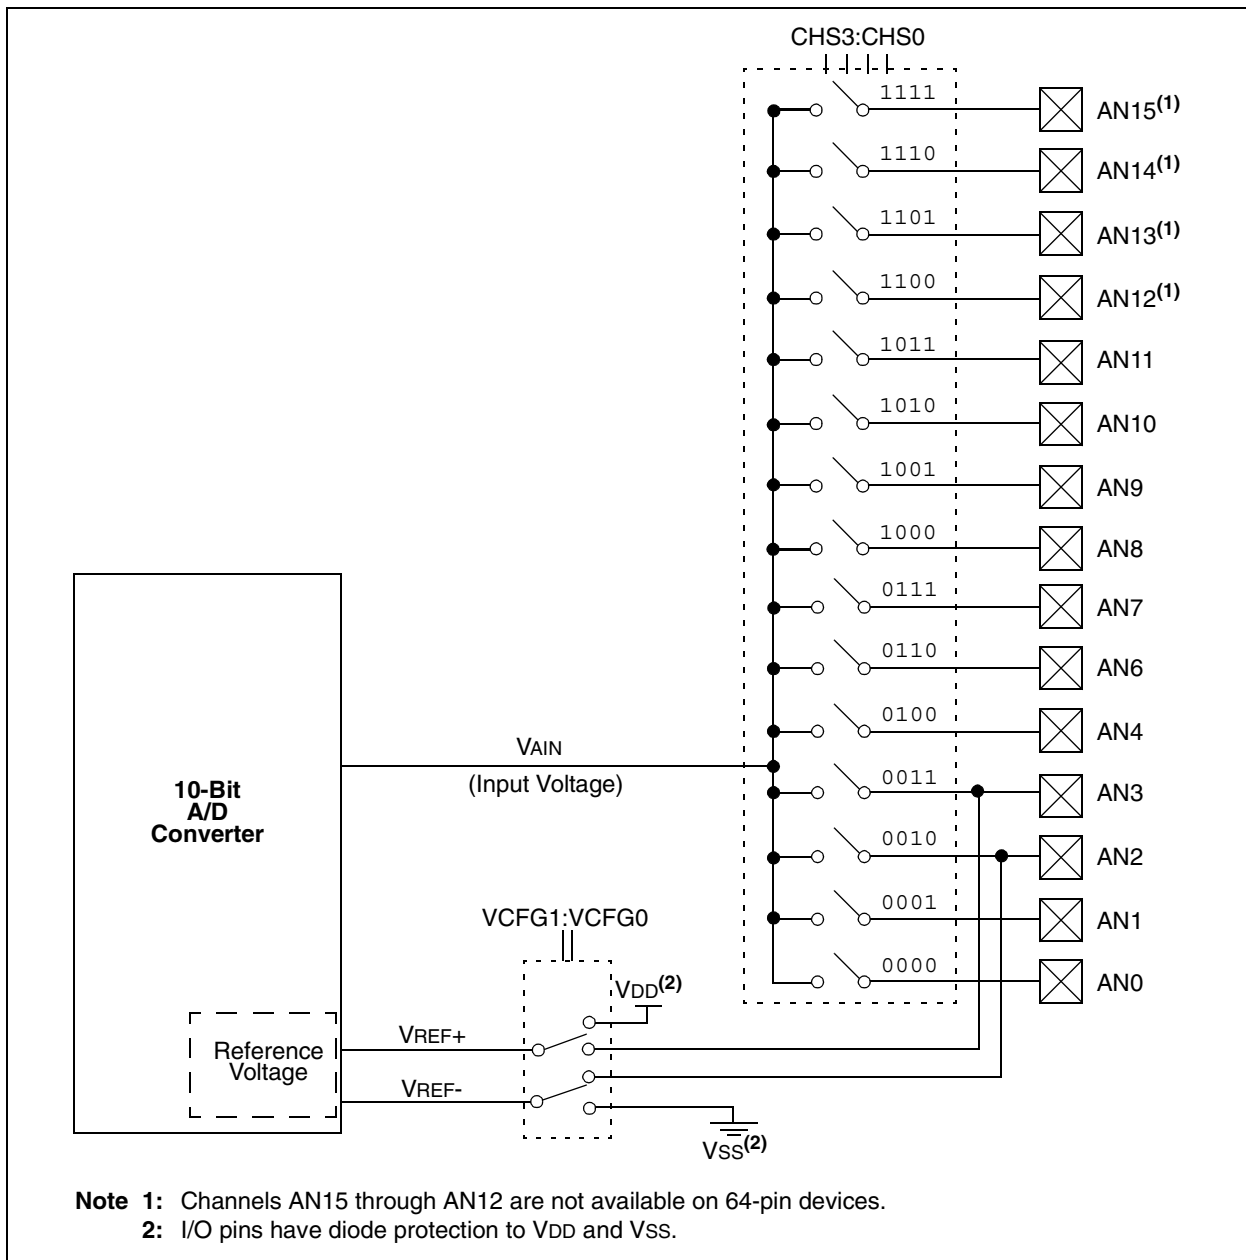 CHS3:CHS0
1111 AN15(1)
1110 AN14(1)
1101 AN13(1)
1100 AN12(1)
1011 AN11
1010 AN10
1001 AN9
1000 AN8
0111 AN7
0110 AN6
0100 AN4
0011 AN3
0010 AN2
0001 AN1
0000 AN0
10-Bit
A/D
Converter
VAIN
(Input Voltage)
VCFG1:VCFG0
VDD(2)
Reference
Voltage
VREF+
VREF-
VSS(2)
Note 1: Channels AN15 through AN12 are not available on 64-pin devices.
2: I/O pins have diode protection to VDD and VSS.